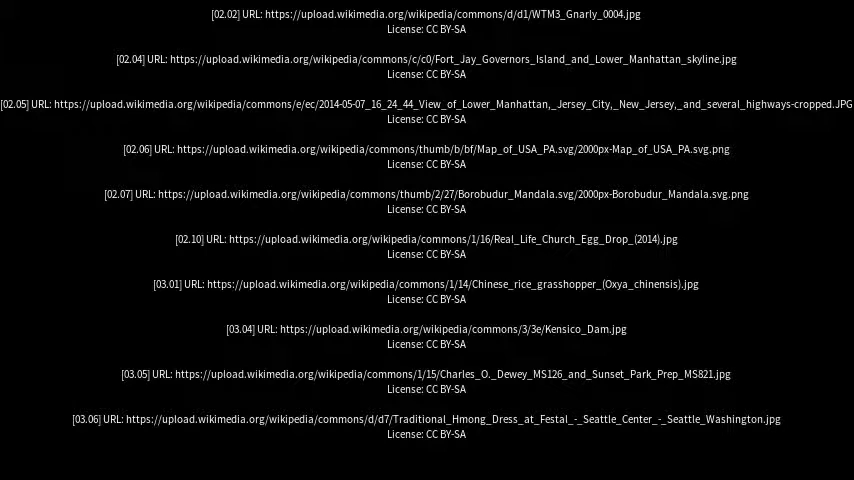 [02.02] URL: https://upload.wikimedia.org/wikipedia/commons/d/d1/WTM3_Gnarly_0004.jpg
License: CC BY-SA
[02.04] URL: https://upload.wikimedia.org/wikipedia/commons/c/c0/Fort_Jay_Governors_Island_and_Lower_Manhattan_skyline.jpg
License: CC BY-SA
[02.05] URL: https://upload.wikimedia.org/wikipedia/commons/e/ec/2014-05-07_16_24_44_View_of_Lower_Manhattan,_Jersey_City,_New_Jersey,_and_several_highways-cropped.JPG
License: CC BY-SA
[02.06] URL: https://upload.wikimedia.org/wikipedia/commons/thumb/b/bf/Map_of_USA_PA.svg/2000px-Map_of_USA_PA.svg.png
License: CC BY-SA
[02.07] URL: https://upload.wikimedia.org/wikipedia/commons/thumb/2/27/Borobudur_Mandala.svg/2000px-Borobudur_Mandala.svg.png
License: CC BY-SA
[02.10] URL: https://upload.wikimedia.org/wikipedia/commons/1/16/Real_Life_Church_Egg_Drop_(2014).jpg
License: CC BY-SA
[03.01] URL: https://upload.wikimedia.org/wikipedia/commons/1/14/Chinese_rice_grasshopper_(Oxya_chinensis).jpg
License: CC BY-SA
[03.04] URL: https://upload.wikimedia.org/wikipedia/commons/3/3e/Kensico_Dam.jpg
License: CC BY-SA
[03.05] URL: https://upload.wikimedia.org/wikipedia/commons/1/15/Charles_O._Dewey_MS126_and_Sunset_Park_Prep_MS821.jpg
License: CC BY-SA
[03.06] URL: https://upload.wikimedia.org/wikipedia/commons/d/d7/Traditional_Hmong_Dress_at_Festal_-_Seattle_Center_-_Seattle_Washington.jpg
License: CC BY-SA